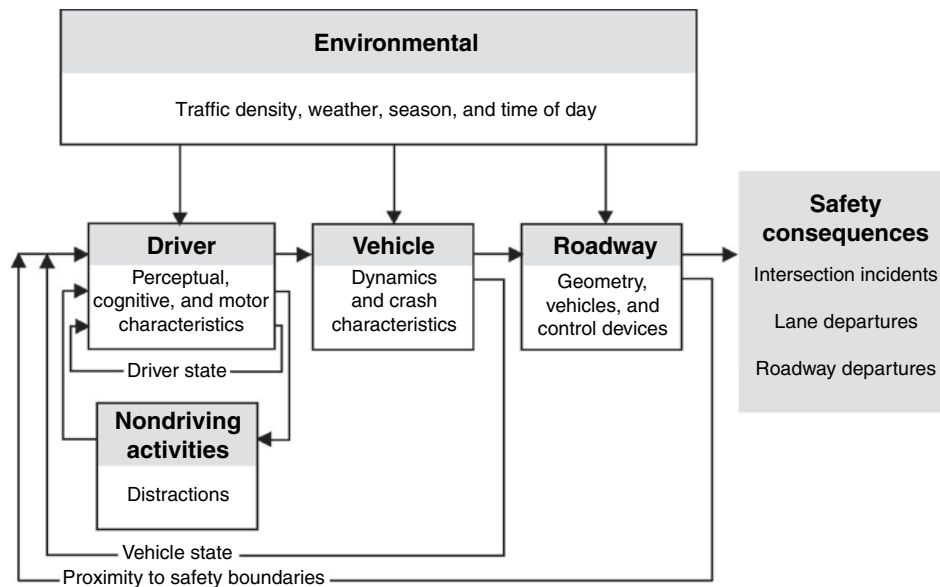 Environmental
Traffic density, weather, season, and time of day
Driver
Perceptual,
cognitive, and motor
characteristics
Driver state
Vehicle
Dynamics
and crash
characteristics
Roadway
Geometry,
vehicles, and
control devices
Safety
consequences
Intersection incidents
Lane departures
Roadway departures
Nondriving
activities
Distractions
Vehicle state
Proximity to safety boundaries